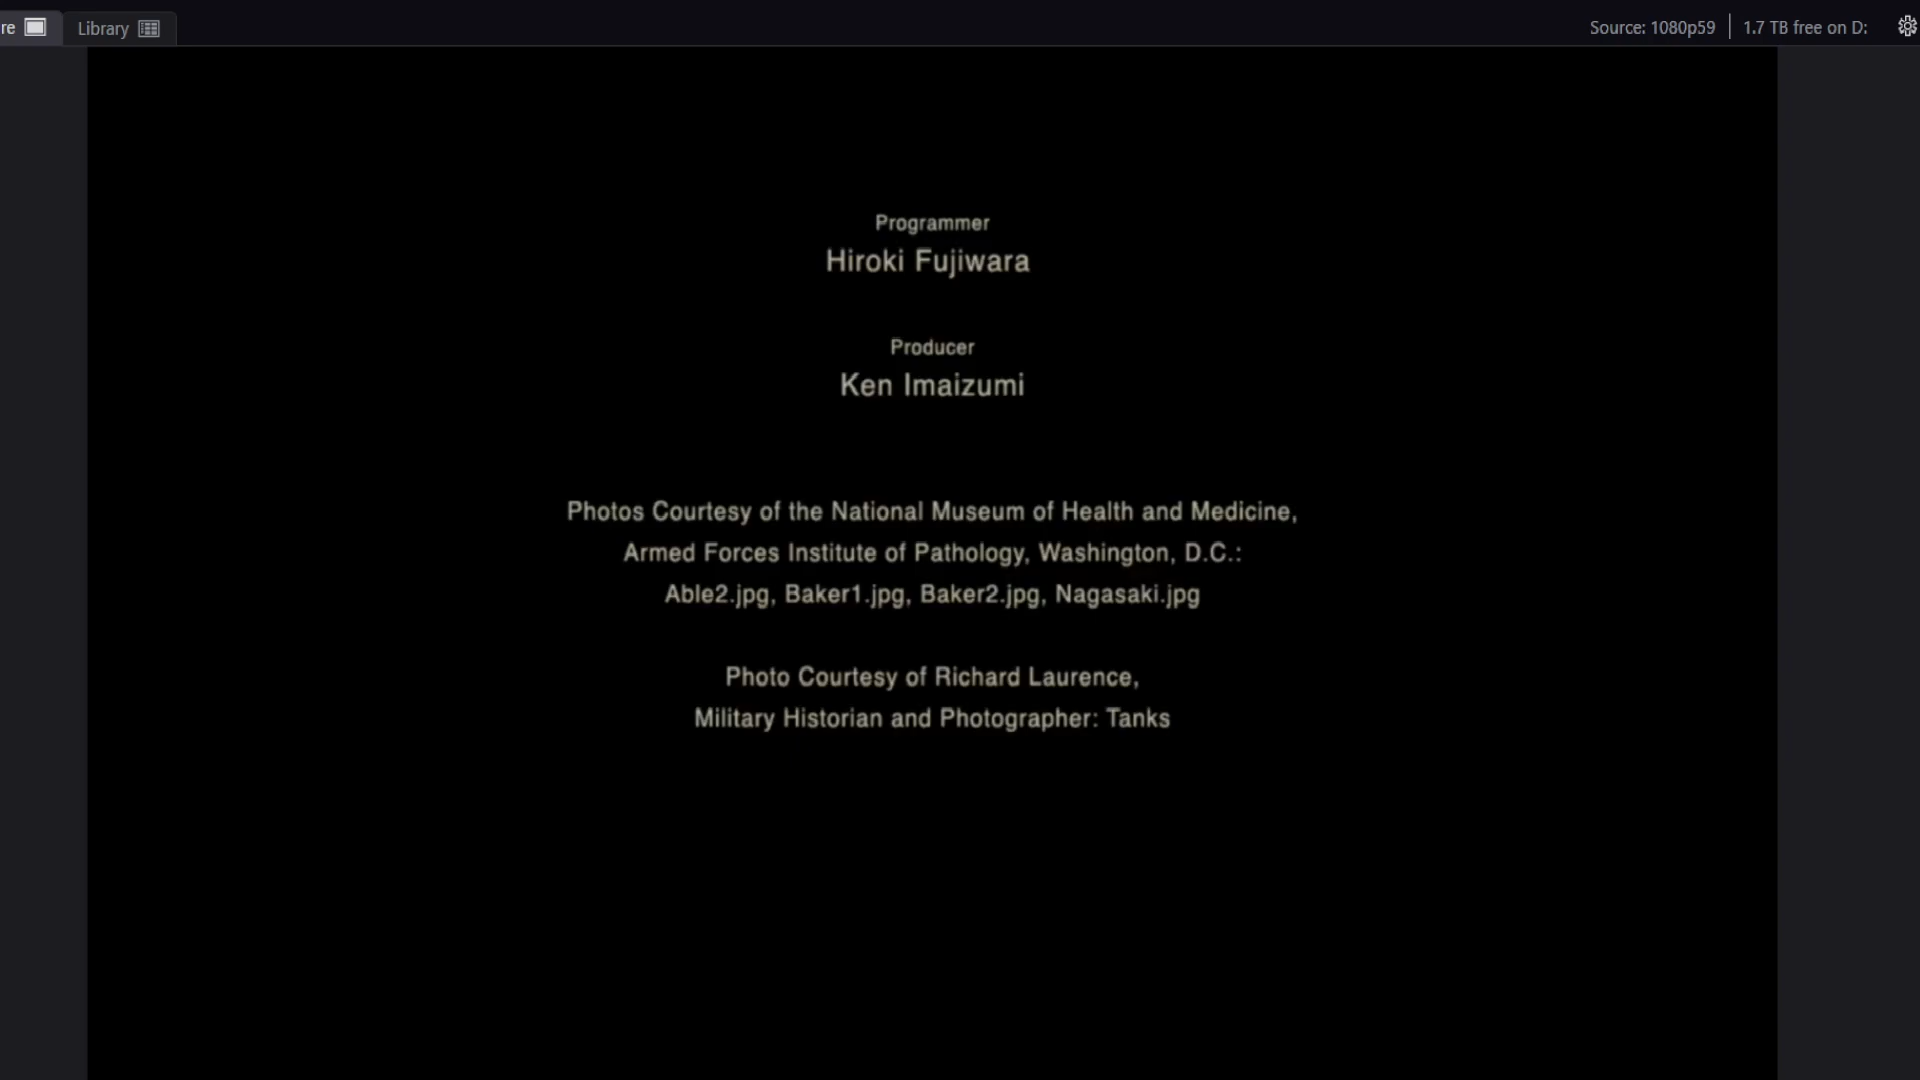 re
Library
Source: 1080p59
1.7 TB free on D:
Programmer
Hiroki Fujiwara
Producer
Ken Imaizumi
Photos Courtesy of the National Museum of Health and Medicine,
Armed Forces Institute of Pathology, Washington, D.C.:
Able2.jpg, Baker1.jpg, Baker2.jpg, Nagasaki.jpg
Photo Courtesy of Richard Laurence,
Military Historian and Photographer: Tanks